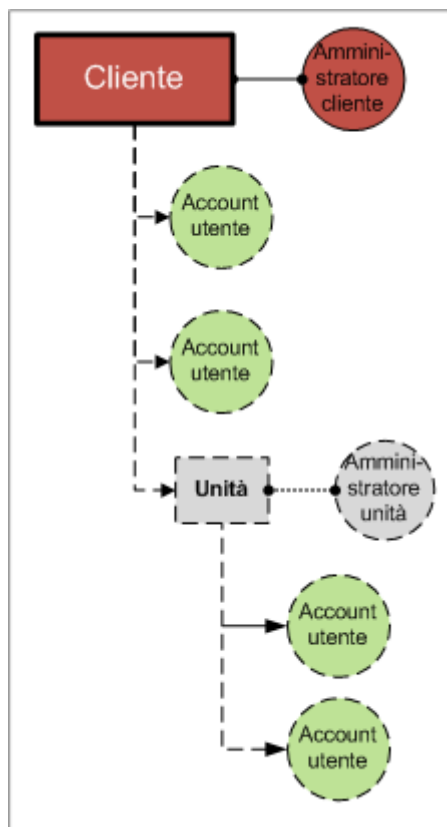 Cliente
Ammini-
stratore
cliente
Account
utente
Account
utente
Unità
Ammini-
stratore
unità
Account
utente
Account
utente